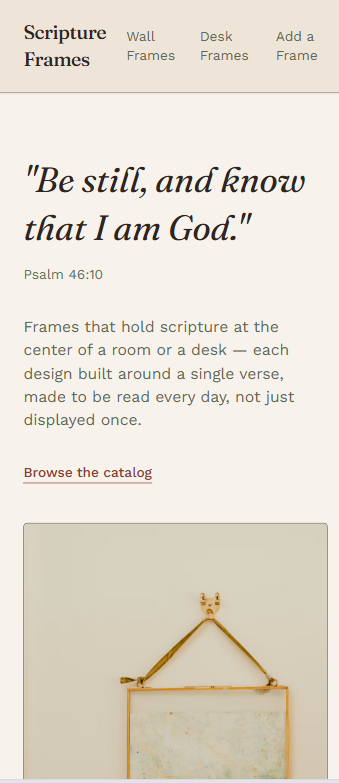 Scripture
Frames
Wall
Frames
Desk
Frames
Add a
Frame
"Be still, and know
that I am God."
Psalm 46:10
Frames that hold scripture at the
center of a room or a desk — each
design built around a single verse,
made to be read every day, not just
displayed once.
Browse the catalog